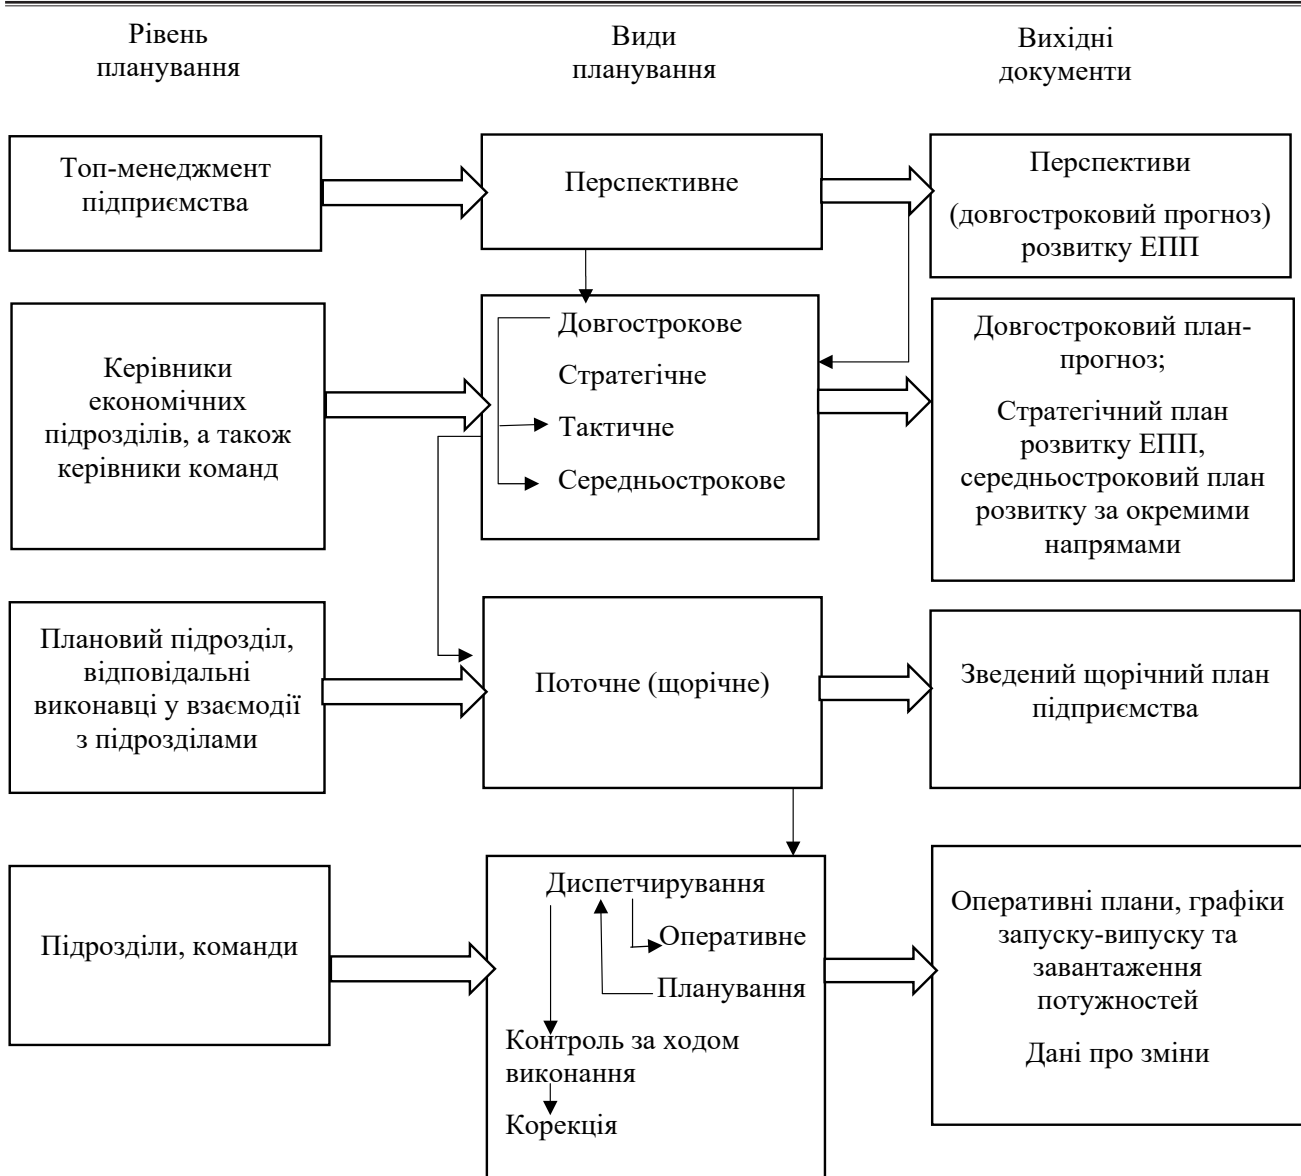 Рівень
планування
Види
планування
Вихідні
документи
Топ-менеджмент
підприємства
Перспективне
Перспективи
(довгостроковий прогноз)
розвитку ЕПП
Керівники
економічних
підрозділів, а також
керівники команд
Довгострокове
Стратегічне
Тактичне
Середньострокове
Довгостроковий план-
прогноз;
Стратегічний план
розвитку ЕПП,
середньостроковий план
розвитку за окремими
напрямами
Плановий підрозділ,
відповідальні
виконавці у взаємодії
з підрозділами
Поточне (щорічне)
Зведений щорічний план
підприємства
Підрозділи, команди
Диспетчирування
Оперативне
Планування
Контроль за ходом
виконання
Корекція
Оперативні плани, графіки
запуску-випуску та
завантаження
потужностей
Дані про зміни